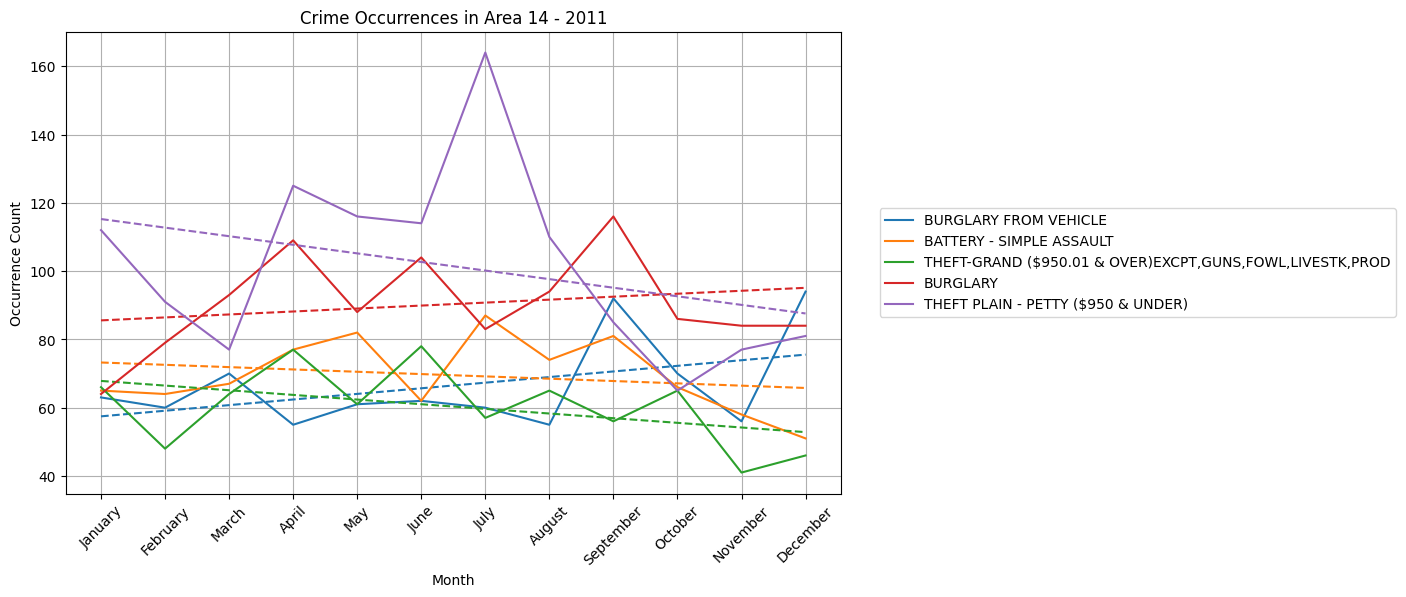 Crime Occurrences in Area 14 - 2011
Occurrence Count
160
140
120
100
80
60
40
January
February
March
April
May
June
July
August
September
October
November
December
Month
BURGLARY FROM VEHICLE
BATTERY - SIMPLE ASSAULT
THEFT-GRAND ($950.01 & OVER)EXCPT,GUNS,FOWL,LIVESTK,PROD
BURGLARY
THEFT PLAIN - PETTY ($950 & UNDER)